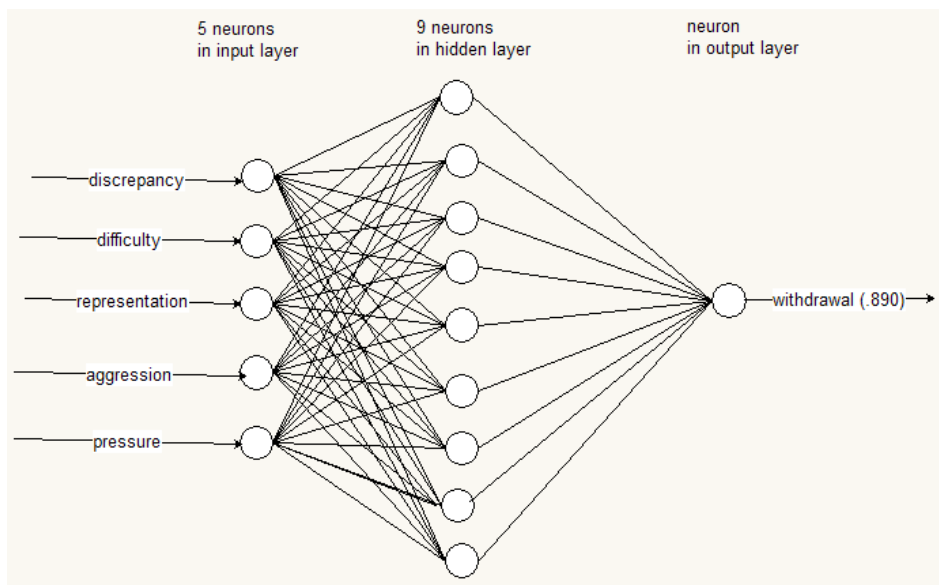 5 neurons
in input layer
9 neurons
in hidden layer
neuron
in output layer
discrepancy
difficulty
representation
aggression
pressure
withdrawal (.890)